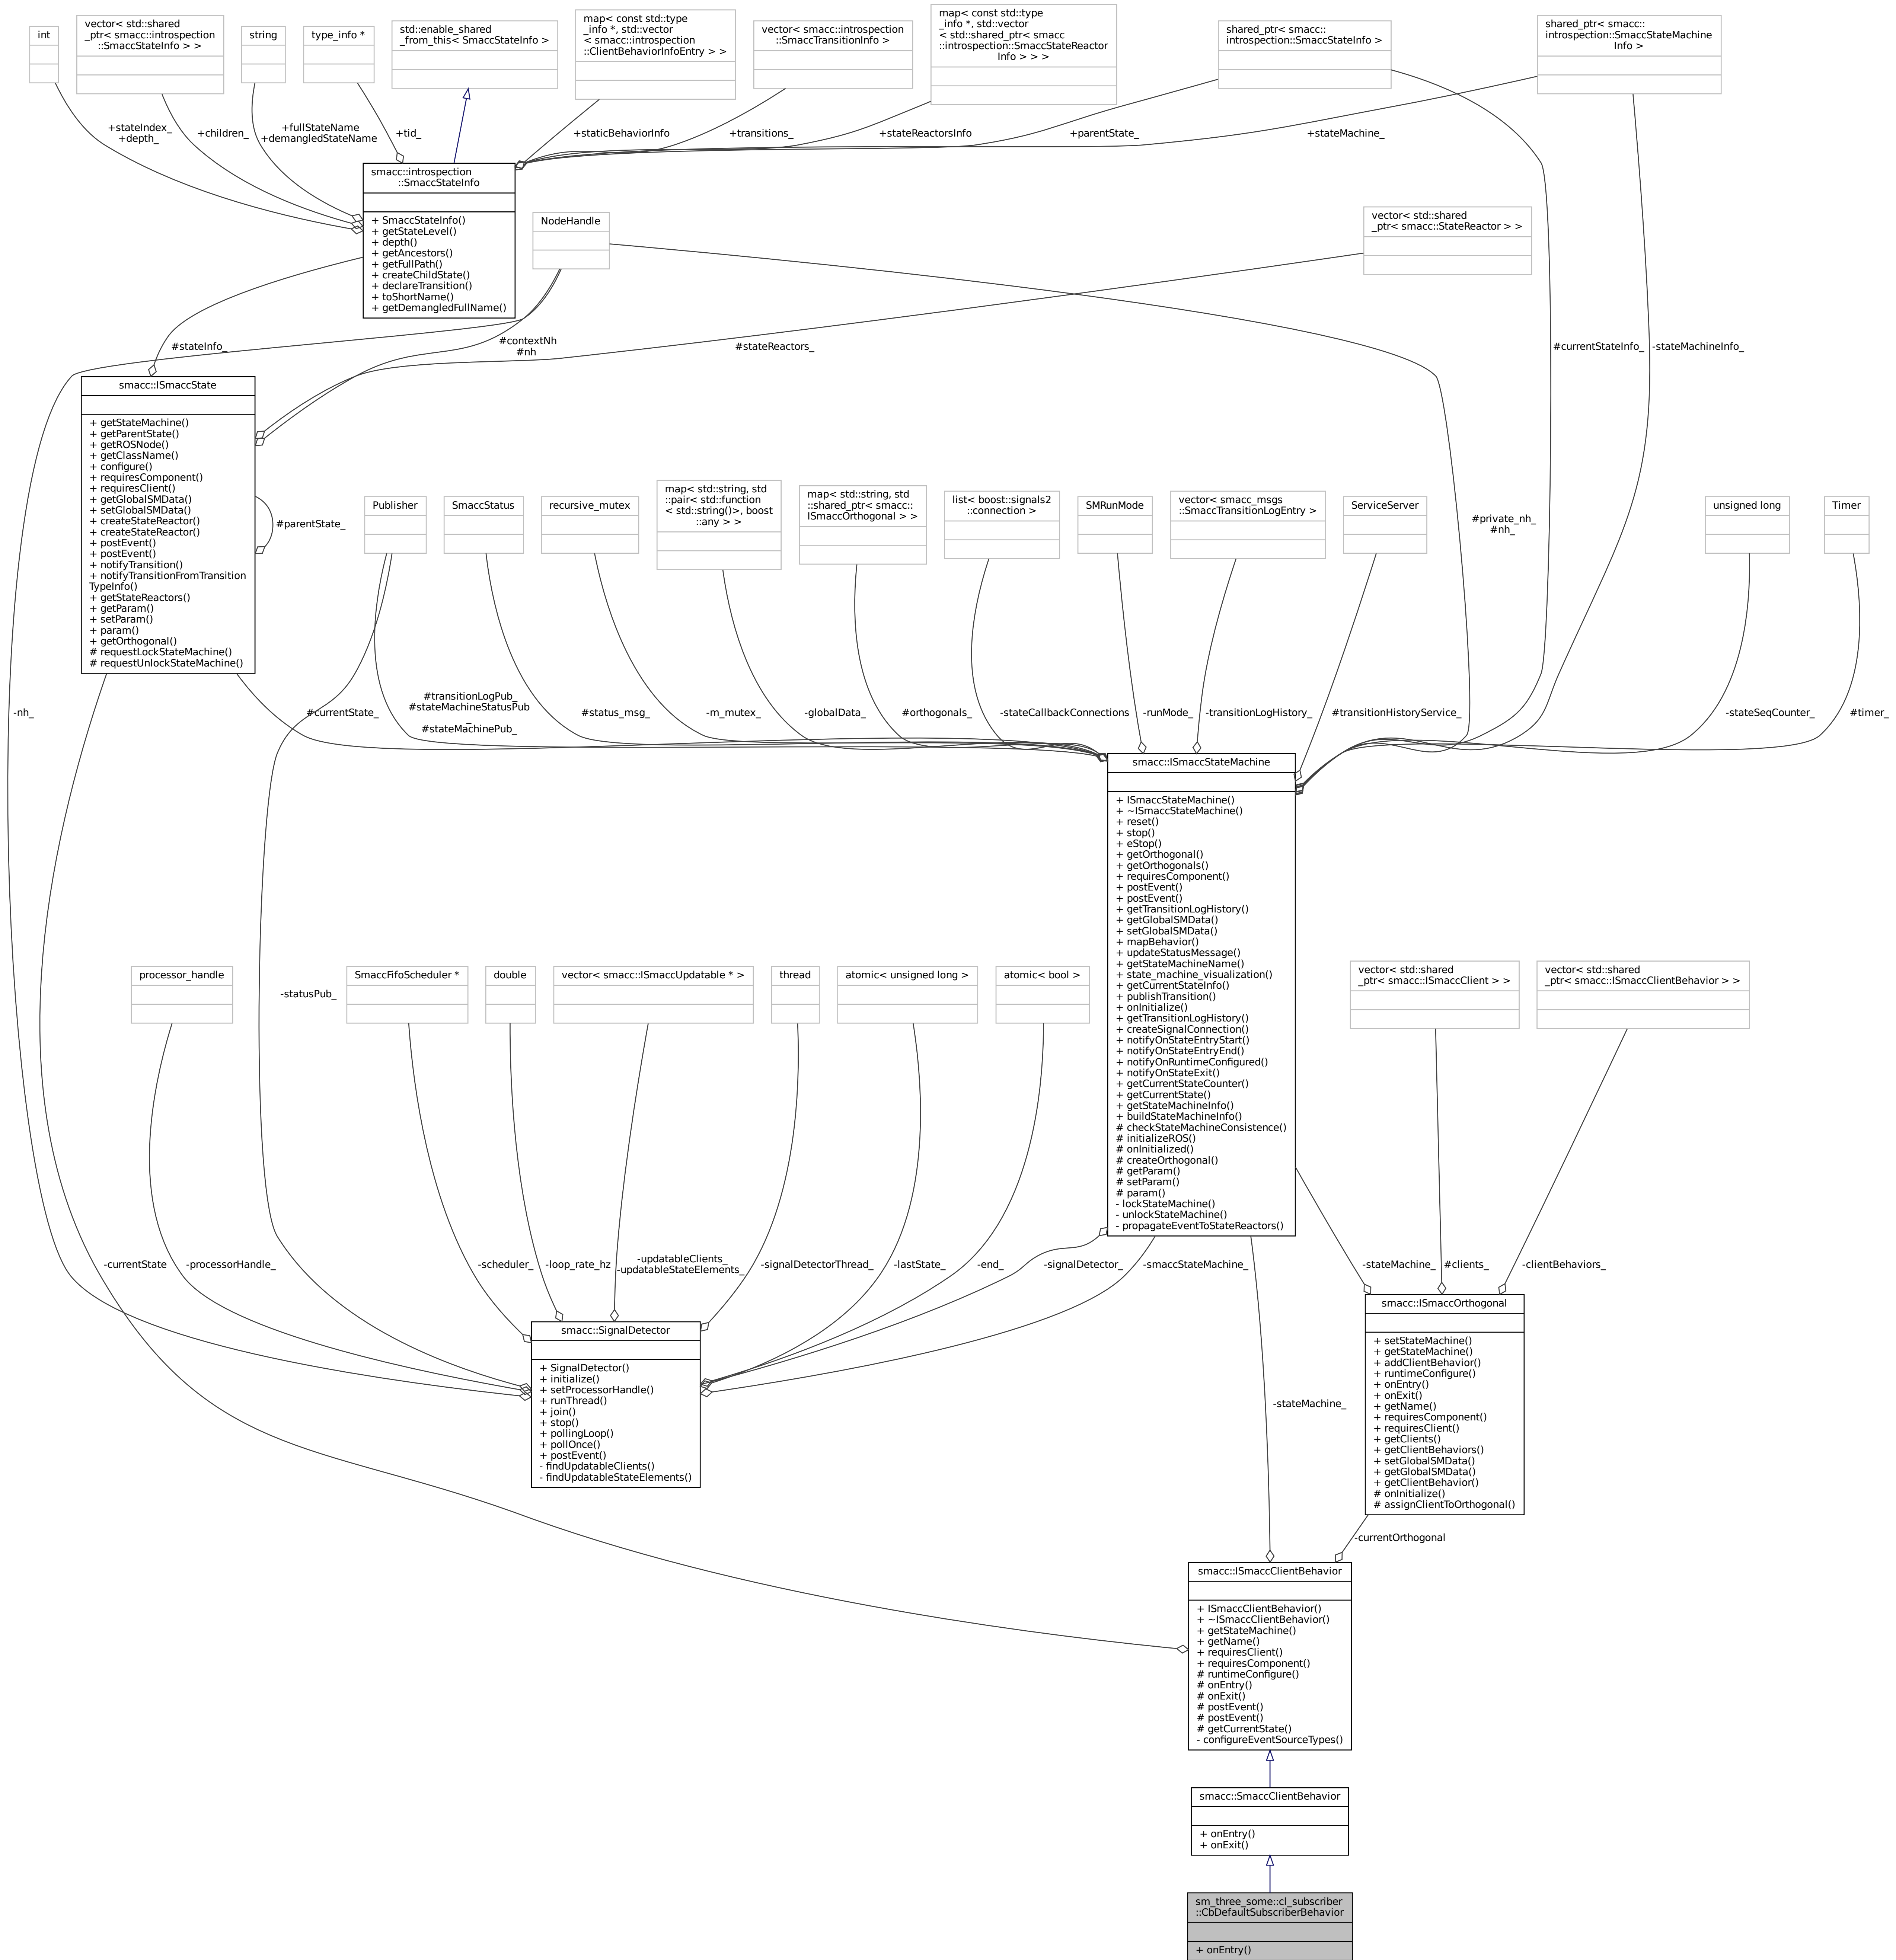 int
vector< std::shared
_ptr< smacc::introspection
::SmaccStateInfo > >
string
type_info *
std::enable_shared
_from_this< SmaccStateInfo >
map< const std::type
_info *, std::vector
< smacc::introspection
::ClientBehaviorInfoEntry > >
vector< smacc::introspection
::SmaccTransitionInfo >
map< const std::type
_info *, std::vector
< std::shared_ptr< smacc
::introspection::SmaccStateReactor
Info > > >
shared_ptr< smacc::
introspection::SmaccStateInfo >
shared_ptr< smacc::
introspection::SmaccStateMachine
Info >
+stateIndex_
+depth_
+children_
+fullStateName
+demangledStateName
+tid_
+staticBehaviorInfo
+transitions_
+stateReactorsInfo
+parentState_
+stateMachine_
smacc::introspection
::SmaccStateInfo
+ SmaccStateInfo()
+ getStateLevel()
+ depth()
+ getAncestors()
+ getFullPath()
+ createChildState()
+ declareTransition()
+ toShortName()
+ getDemangledFullName()
NodeHandle
vector< std::shared
_ptr< smacc::StateReactor > >
#stateInfo_
#contextNh
#nh
#stateReactors_
#currentStateInfo_
-stateMachineInfo_
smacc::ISmaccState
+ getStateMachine()
+ getParentState()
+ getROSNode()
+ getClassName()
+ configure()
+ requiresComponent()
+ requiresClient()
+ getGlobalSMData()
+ setGlobalSMData()
+ createStateReactor()
+ createStateReactor()
+ postEvent()
+ postEvent()
+ notifyTransition()
+ notifyTransitionFromTransition
TypeInfo()
+ getStateReactors()
+ getParam()
+ setParam()
+ param()
+ getOrthogonal()
# requestLockStateMachine()
# requestUnlockStateMachine()
#parentState_
Publisher
SmaccStatus
recursive_mutex
map< std::string, std
::pair< std::function
< std::string()>, boost
::any > >
map< std::string, std
::shared_ptr< smacc::
ISmaccOrthogonal > >
list< boost::signals2
::connection >
SMRunMode
vector< smacc_msgs
::SmaccTransitionLogEntry >
ServiceServer
#private_nh_
#nh_
unsigned long
Timer
-nh_
#currentState_
#transitionLogPub_
#stateMachineStatusPub
_
#stateMachinePub_
#status_msg_
-m_mutex_
-globalData_
#orthogonals_
-stateCallbackConnections
-runMode_
-transitionLogHistory_
#transitionHistoryService_
-stateSeqCounter_
#timer_
smacc::ISmaccStateMachine
+ ISmaccStateMachine()
+ ~ISmaccStateMachine()
+ reset()
+ stop()
+ eStop()
+ getOrthogonal()
+ getOrthogonals()
+ requiresComponent()
+ postEvent()
+ postEvent()
+ getTransitionLogHistory()
+ getGlobalSMData()
+ setGlobalSMData()
+ mapBehavior()
+ updateStatusMessage()
+ getStateMachineName()
+ state_machine_visualization()
+ getCurrentStateInfo()
+ publishTransition()
+ onInitialize()
+ getTransitionLogHistory()
+ createSignalConnection()
+ notifyOnStateEntryStart()
+ notifyOnStateEntryEnd()
+ notifyOnRuntimeConfigured()
+ notifyOnStateExit()
+ getCurrentStateCounter()
+ getCurrentState()
+ getStateMachineInfo()
+ buildStateMachineInfo()
# checkStateMachineConsistence()
# initializeROS()
# onInitialized()
# createOrthogonal()
# getParam()
# setParam()
# param()
- lockStateMachine()
- unlockStateMachine()
- propagateEventToStateReactors()
processor_handle
-statusPub_
SmaccFifoScheduler *
double
vector< smacc::ISmaccUpdatable * >
thread
atomic< unsigned long >
atomic< bool >
vector< std::shared
_ptr< smacc::ISmaccClient > >
vector< std::shared
_ptr< smacc::ISmaccClientBehavior > >
-currentState
-processorHandle_
-scheduler_
-loop_rate_hz
-updatableClients_
-updatableStateElements_
-signalDetectorThread_
-lastState_
-end_
-signalDetector_
-smaccStateMachine_
-stateMachine_
#clients_
-clientBehaviors_
smacc::SignalDetector
+ SignalDetector()
+ initialize()
+ setProcessorHandle()
+ runThread()
+ join()
+ stop()
+ pollingLoop()
+ pollOnce()
+ postEvent()
- findUpdatableClients()
- findUpdatableStateElements()
-stateMachine_
smacc::ISmaccOrthogonal
+ setStateMachine()
+ getStateMachine()
+ addClientBehavior()
+ runtimeConfigure()
+ onEntry()
+ onExit()
+ getName()
+ requiresComponent()
+ requiresClient()
+ getClients()
+ getClientBehaviors()
+ setGlobalSMData()
+ getGlobalSMData()
+ getClientBehavior()
# onInitialize()
# assignClientToOrthogonal()
-currentOrthogonal
smacc::ISmaccClientBehavior
+ ISmaccClientBehavior()
+ ~ISmaccClientBehavior()
+ getStateMachine()
+ getName()
+ requiresClient()
+ requiresComponent()
# runtimeConfigure()
# onEntry()
# onExit()
# postEvent()
# postEvent()
# getCurrentState()
- configureEventSourceTypes()
smacc::SmaccClientBehavior
+ onEntry()
+ onExit()
sm_three_some::cl_subscriber
::CbDefaultSubscriberBehavior
+ onEntry()